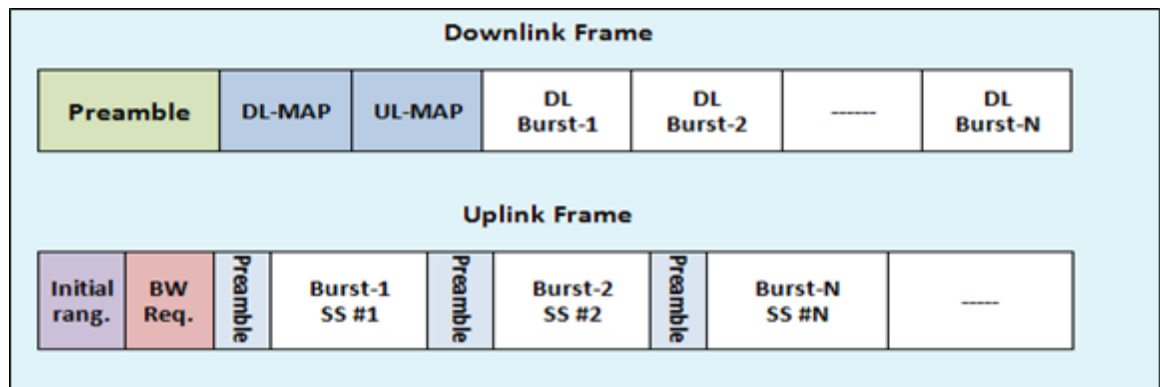 Downlink Frame
Preamble
DL-MAP
UL-MAP
DL
Burst-1
DL
Burst-2
------
DL
Burst-N
Uplink Frame
Initial
rang.
BW
Req.
Preamble
Burst-1
SS #1
Preamble
Burst-2
SS #2
Preamble
Burst-N
SS #N
-----